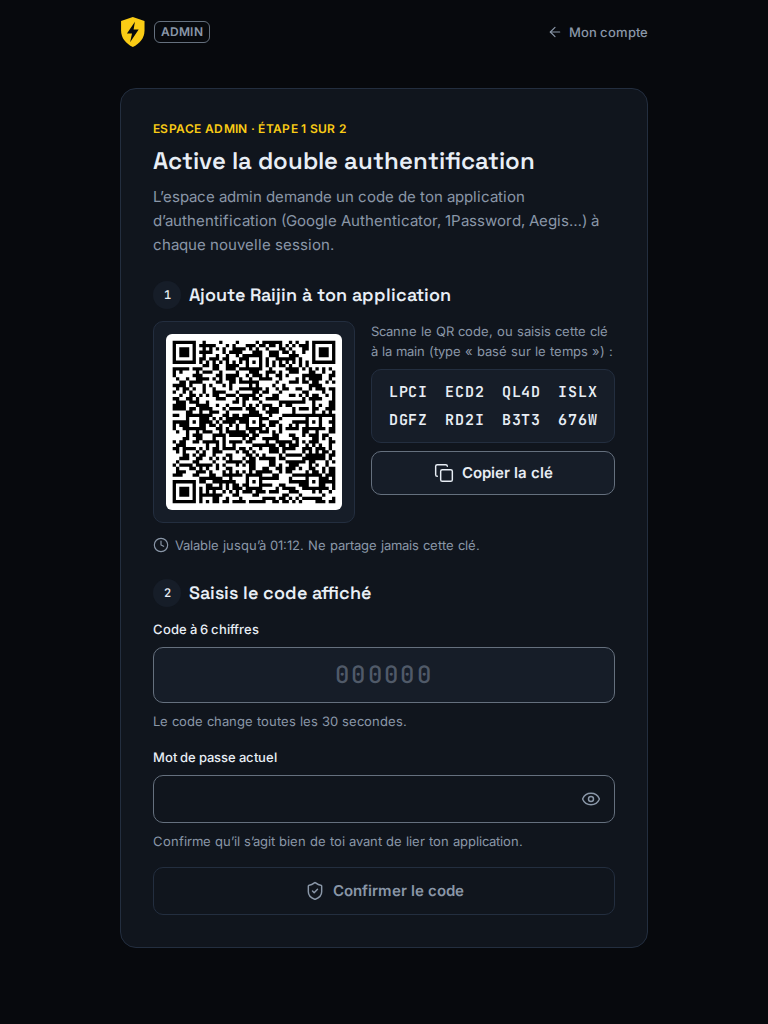 ADMIN
Mon compte
ESPACE ADMIN · ÉTAPE 1 SUR 2
Active la double authentification
L’espace admin demande un code de ton application
d’authentification (Google Authenticator, 1Password, Aegis…) à
chaque nouvelle session.
1 Ajoute Raijin à ton application
Scanne le QR code, ou saisis cette clé
à la main (type « basé sur le temps ») :
LPCI ECD2 QL4D ISLX
DGFZ RD2I B3T3 676W
Copier la clé
Valable jusqu’à 01:12. Ne partage jamais cette clé.
2 Saisis le code affiché
Code à 6 chiffres
000000
Le code change toutes les 30 secondes.
Mot de passe actuel
Confirme qu’il s’agit bien de toi avant de lier ton application.
Confirmer le code